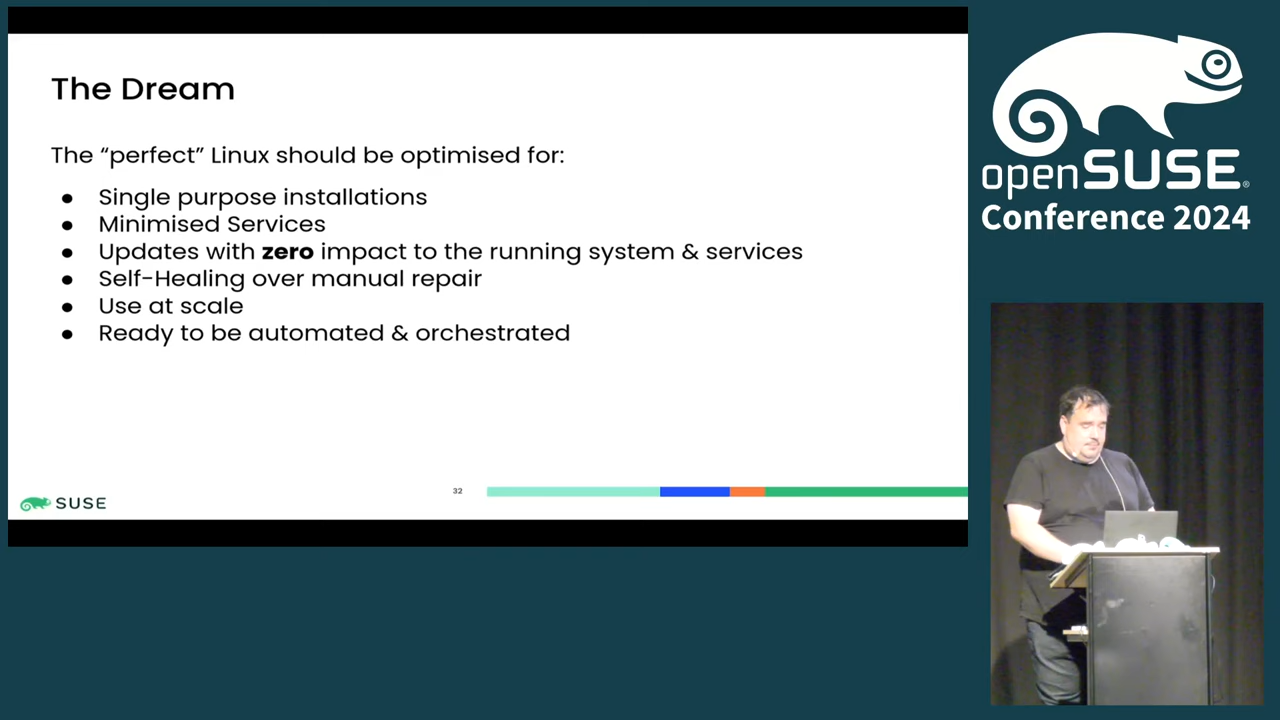 The Dream
The “perfect” Linux should be optimised for:
● Single purpose installations
● Minimised Services
● Updates with zero impact to the running system & services
● Self-Healing over manual repair
● Use at scale
● Ready to be automated & orchestrated
32
SUSE
openSUSE®
Conference 2024